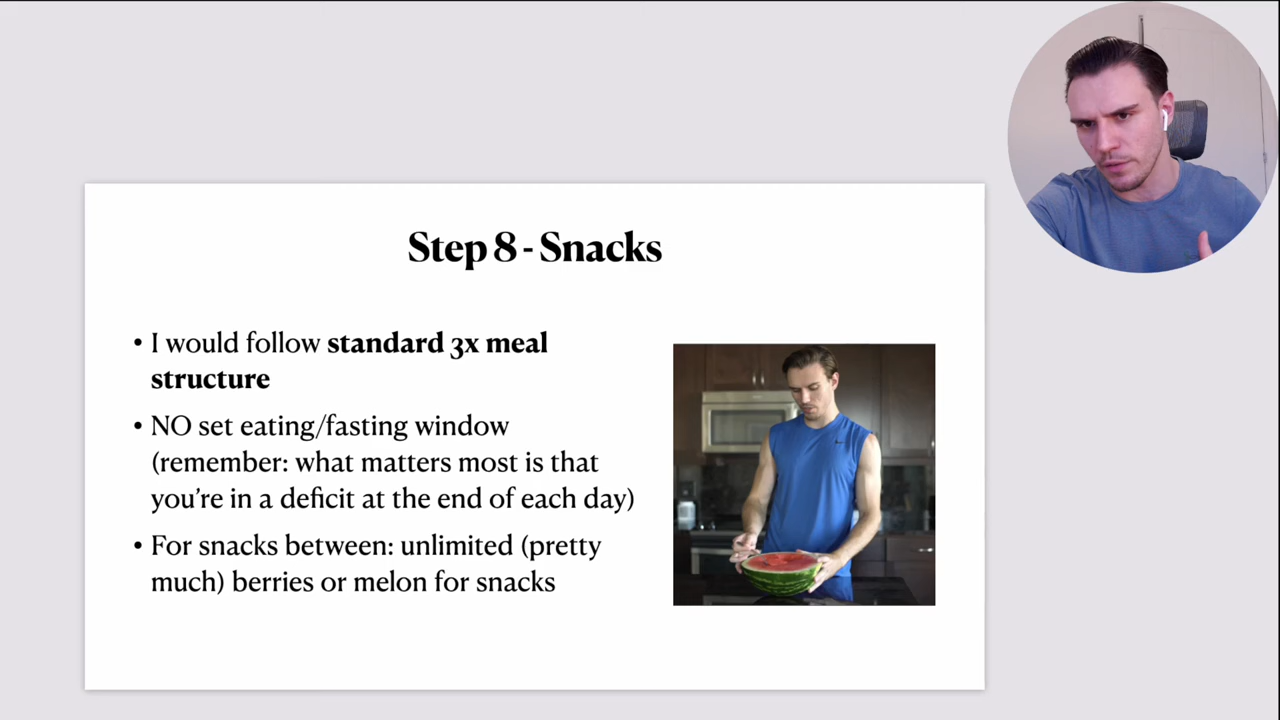 Step 8 - Snacks
• I would follow standard 3x meal
structure
• NO set eating/fasting window
(remember: what matters most is that
you’re in a deficit at the end of each day)
• For snacks between: unlimited (pretty
much) berries or melon for snacks